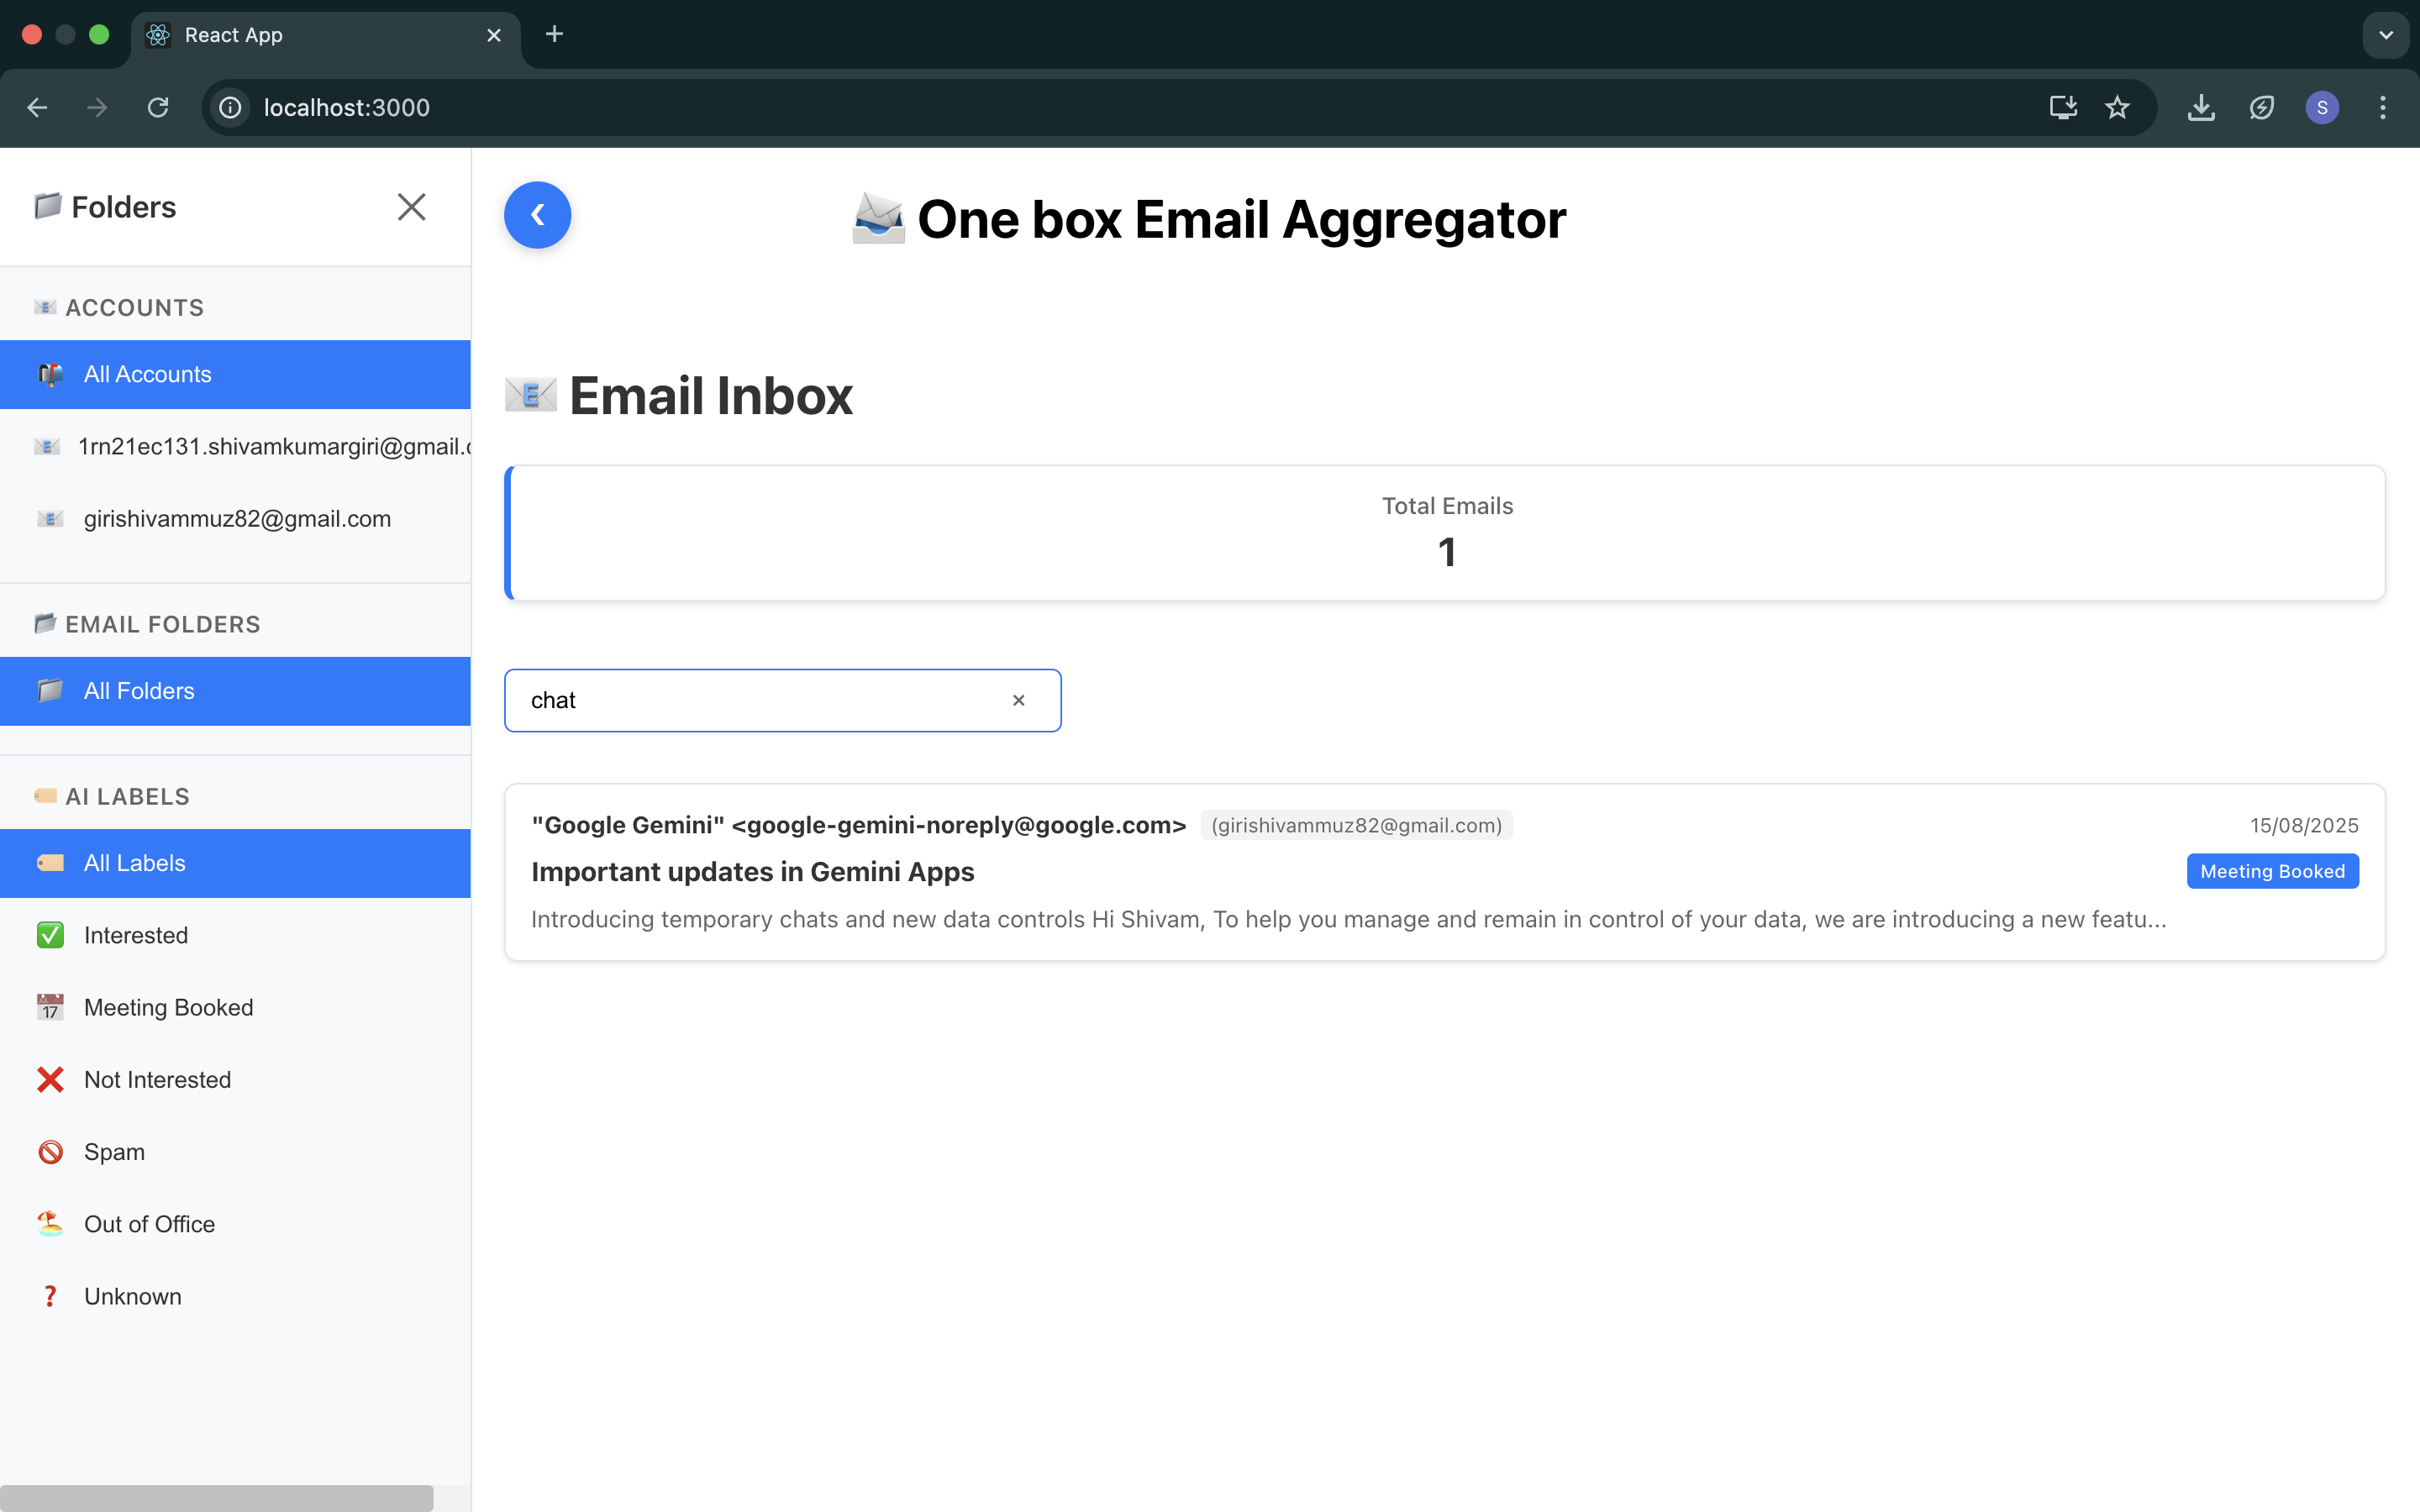 React App
localhost:3000
S
Folders
ACCOUNTS
All Accounts
1rn21ec131.shivamkumargiri@gmail.c
girishivammuz82@gmail.com
EMAIL FOLDERS
All Folders
AI LABELS
All Labels
Interested
17
Meeting Booked
Not Interested
Spam
Out of Office
Unknown
One box Email Aggregator
Email Inbox
Total Emails
1
chat
"Google Gemini" <google-gemini-noreply@google.com> (girishivammuz82@gmail.com) 15/08/2025
Important updates in Gemini Apps Meeting Booked
Introducing temporary chats and new data controls Hi Shivam, To help you manage and remain in control of your data, we are introducing a new featu...